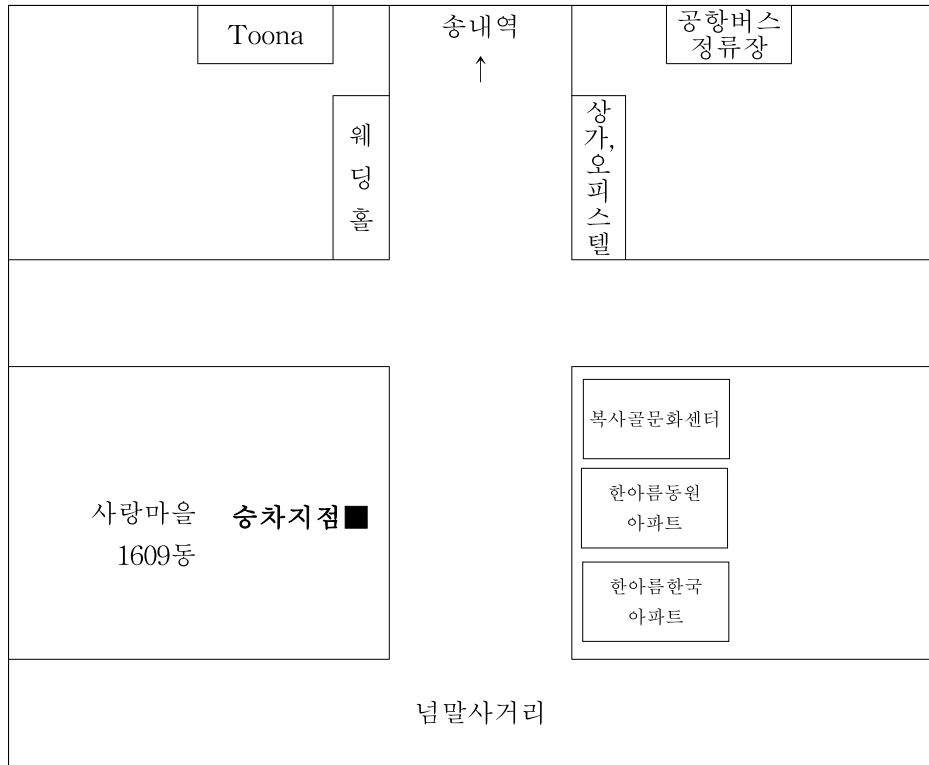 Toona
송내역
↑
공항버스
정류장
웨딩홀
상가,오피스텔
복사골문화센터
사랑마을
1609동
승차지점■
한아름동원
아파트
한아름한국
아파트
넘말사거리